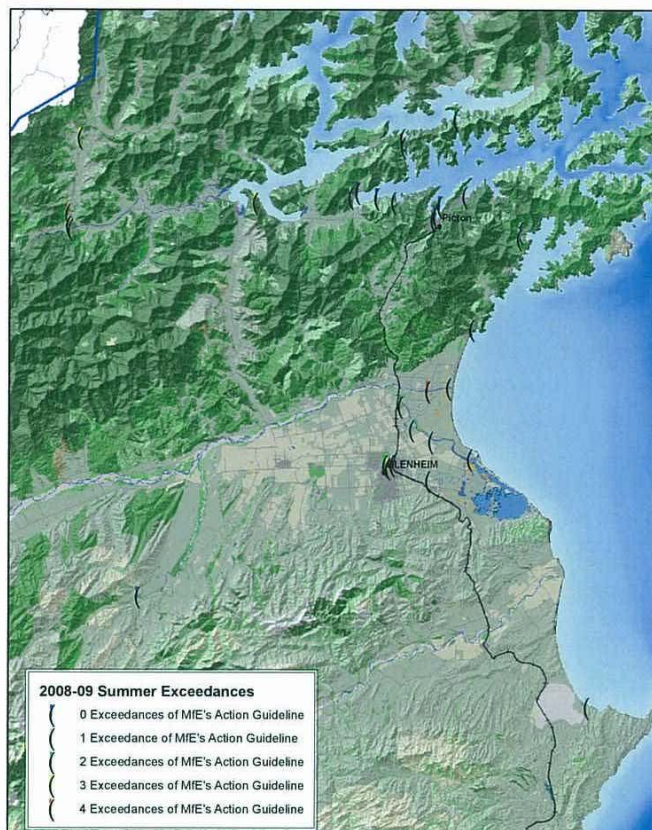 Picton
LENHEIM
2008-09 Summer Exceedances
0 Exceedances of MfE's Action Guideline
1 Exceedance of MfE's Action Guideline
2 Exceedances of MfE's Action Guideline
3 Exceedances of MfE's Action Guideline
4 Exceedances of MfE's Action Guideline